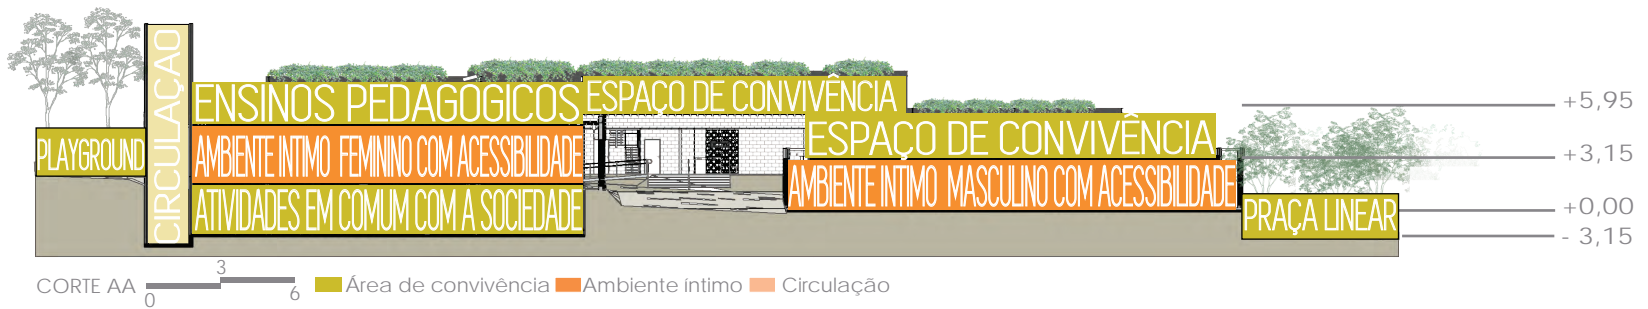 CIRCULAÇAO
ENSINOS PEDAGÓGICOS
ESPAÇO DE CONVIVÊNCIA
+5,95
PLAYGROUND
AMBIENTE INTIMO FEMININO COM ACESSIBILIDADE
ESPAÇO DE CONVIVÊNCIA
+3,15
AMBIENTE INTIMO MASCULINO COM ACESSIBILIDADE
ATIVIDADES EM COMUM COM A SOCIEDADE
PRAÇA LINEAR
+0,00
- 3,15
CORTE AA
0
3
6
Área de convivência
Ambiente íntimo
Circulação